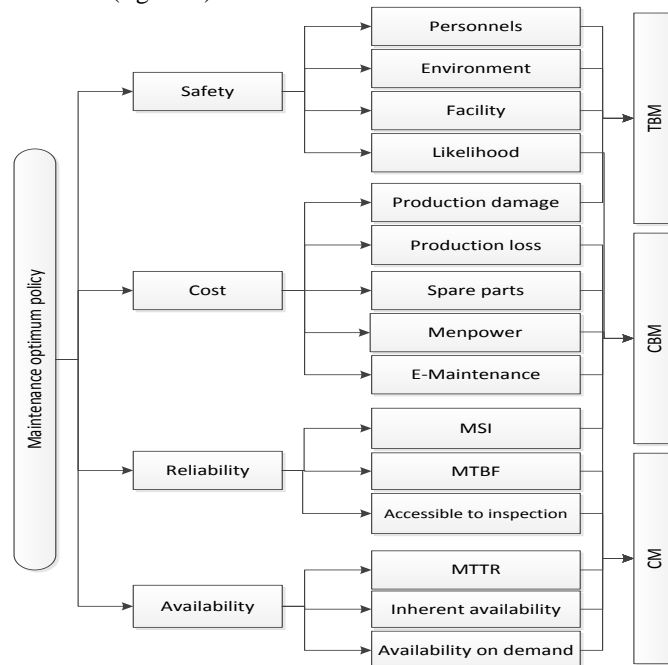 Maintenance optimum policy
Safety
Cost
Reliability
Availability
Personnels
Environment
Facility
Likelihood
Production damage
Production loss
Spare parts
Menpower
E-Maintenance
MSI
MTBF
Accessible to inspection
MTTR
Inherent availability
Availability on demand
TBM
CBM
CM